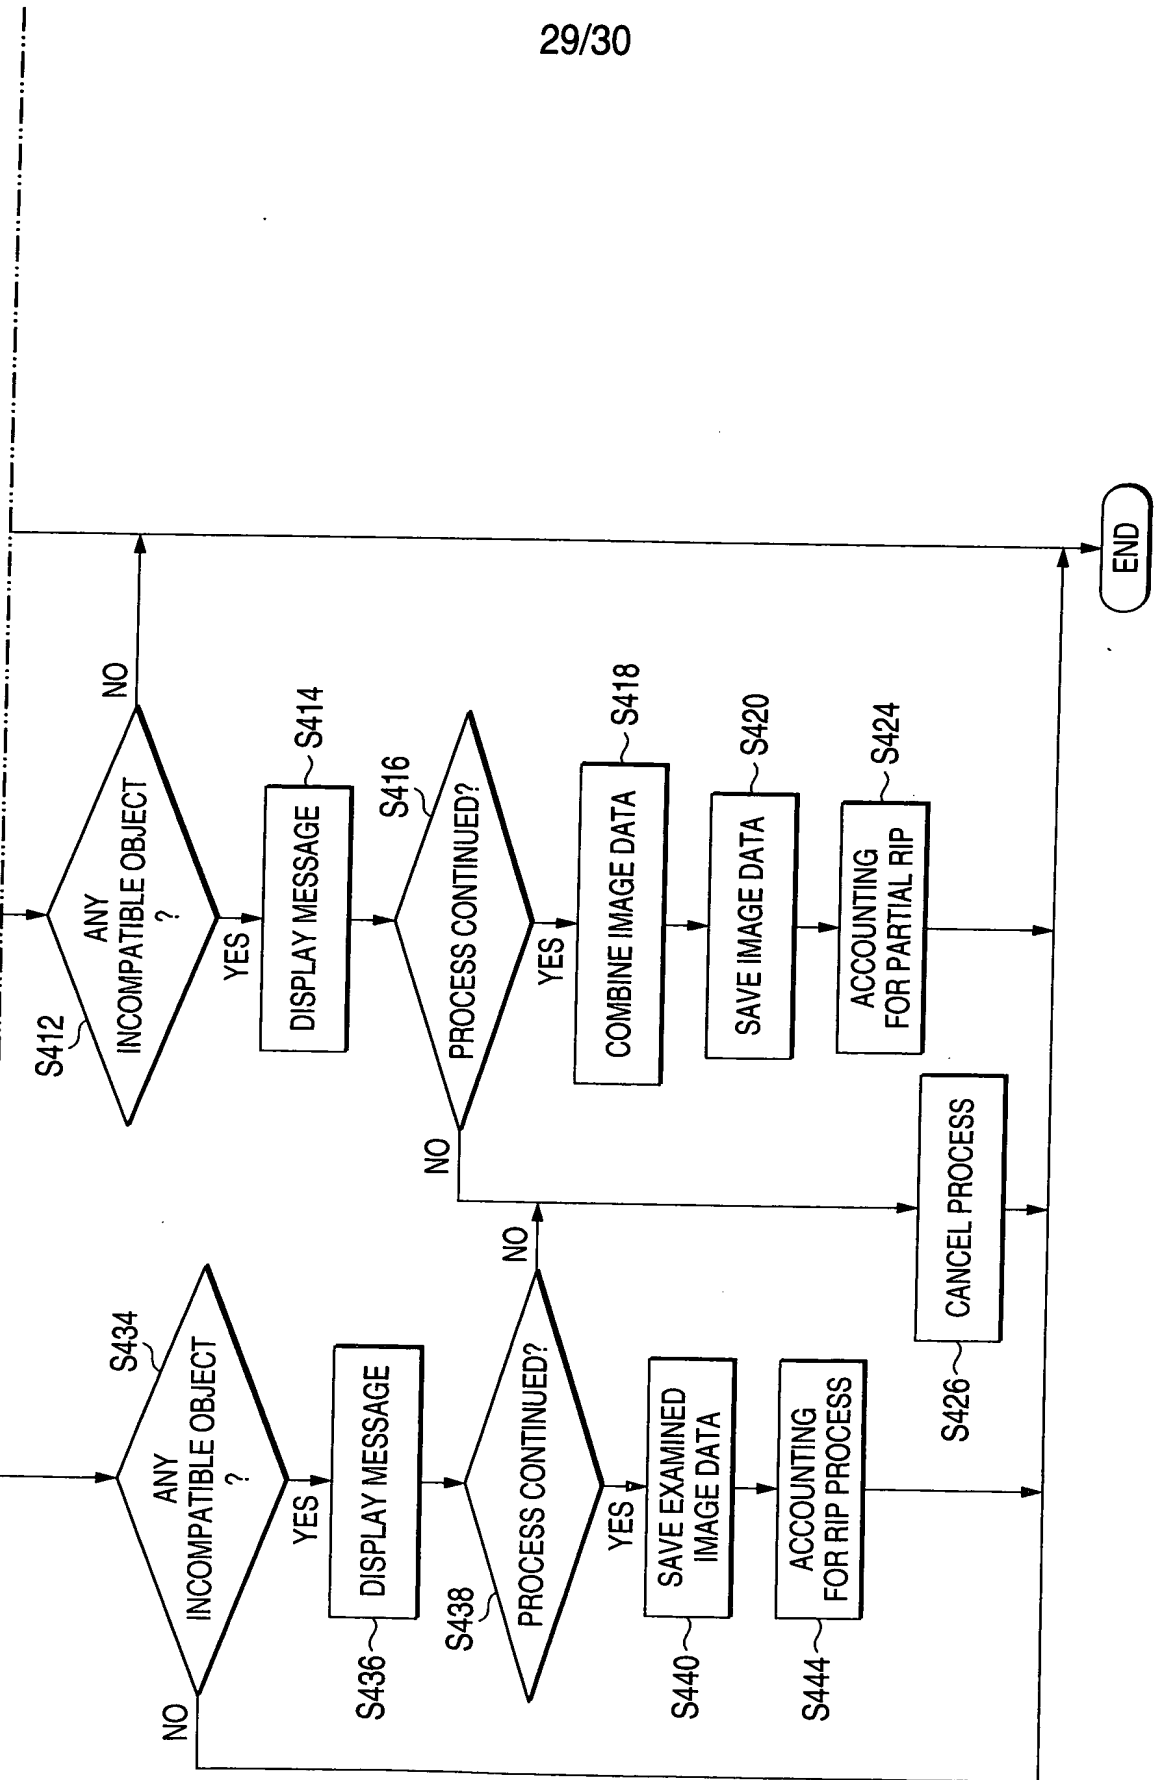 29/30
S434
ANY
INCOMPATIBLE OBJECT
?
NO
YES
S436
DISPLAY MESSAGE
S438
PROCESS CONTINUED?
NO
YES
S440
SAVE EXAMINED
IMAGE DATA
S444
ACCOUNTING
FOR RIP PROCESS
S412
ANY
INCOMPATIBLE OBJECT
?
NO
YES
S414
DISPLAY MESSAGE
S416
PROCESS CONTINUED?
NO
YES
S418
COMBINE IMAGE DATA
S420
SAVE IMAGE DATA
S424
ACCOUNTING
FOR PARTIAL RIP
S426
CANCEL PROCESS
END